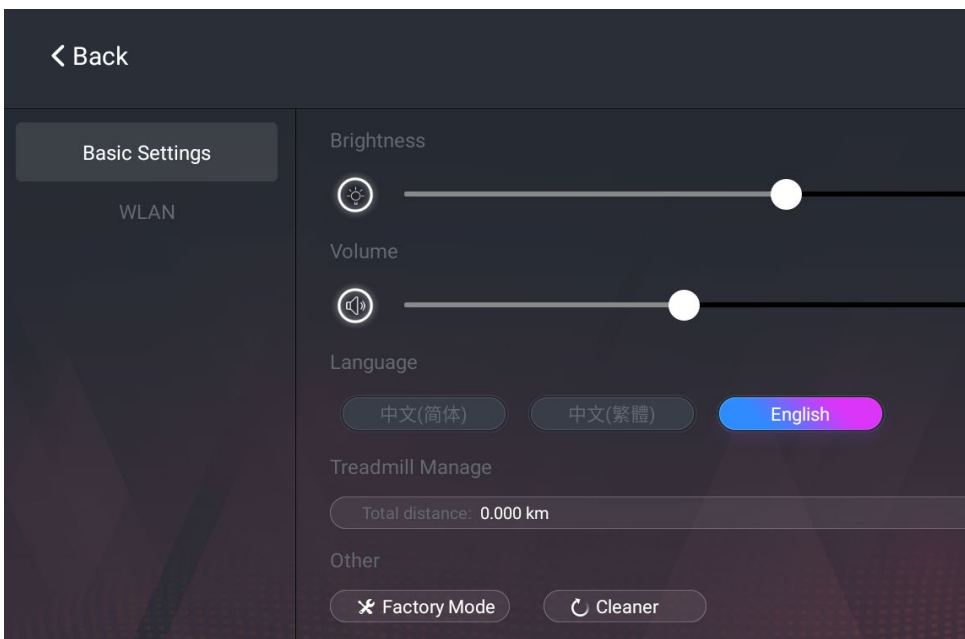 Back
Basic Settings
WLAN
Brightness
Volume
Language
中文(简体)
中文(繁體)
English
Treadmill Manage
Total distance: 0.000 km
Other
Factory Mode
Cleaner